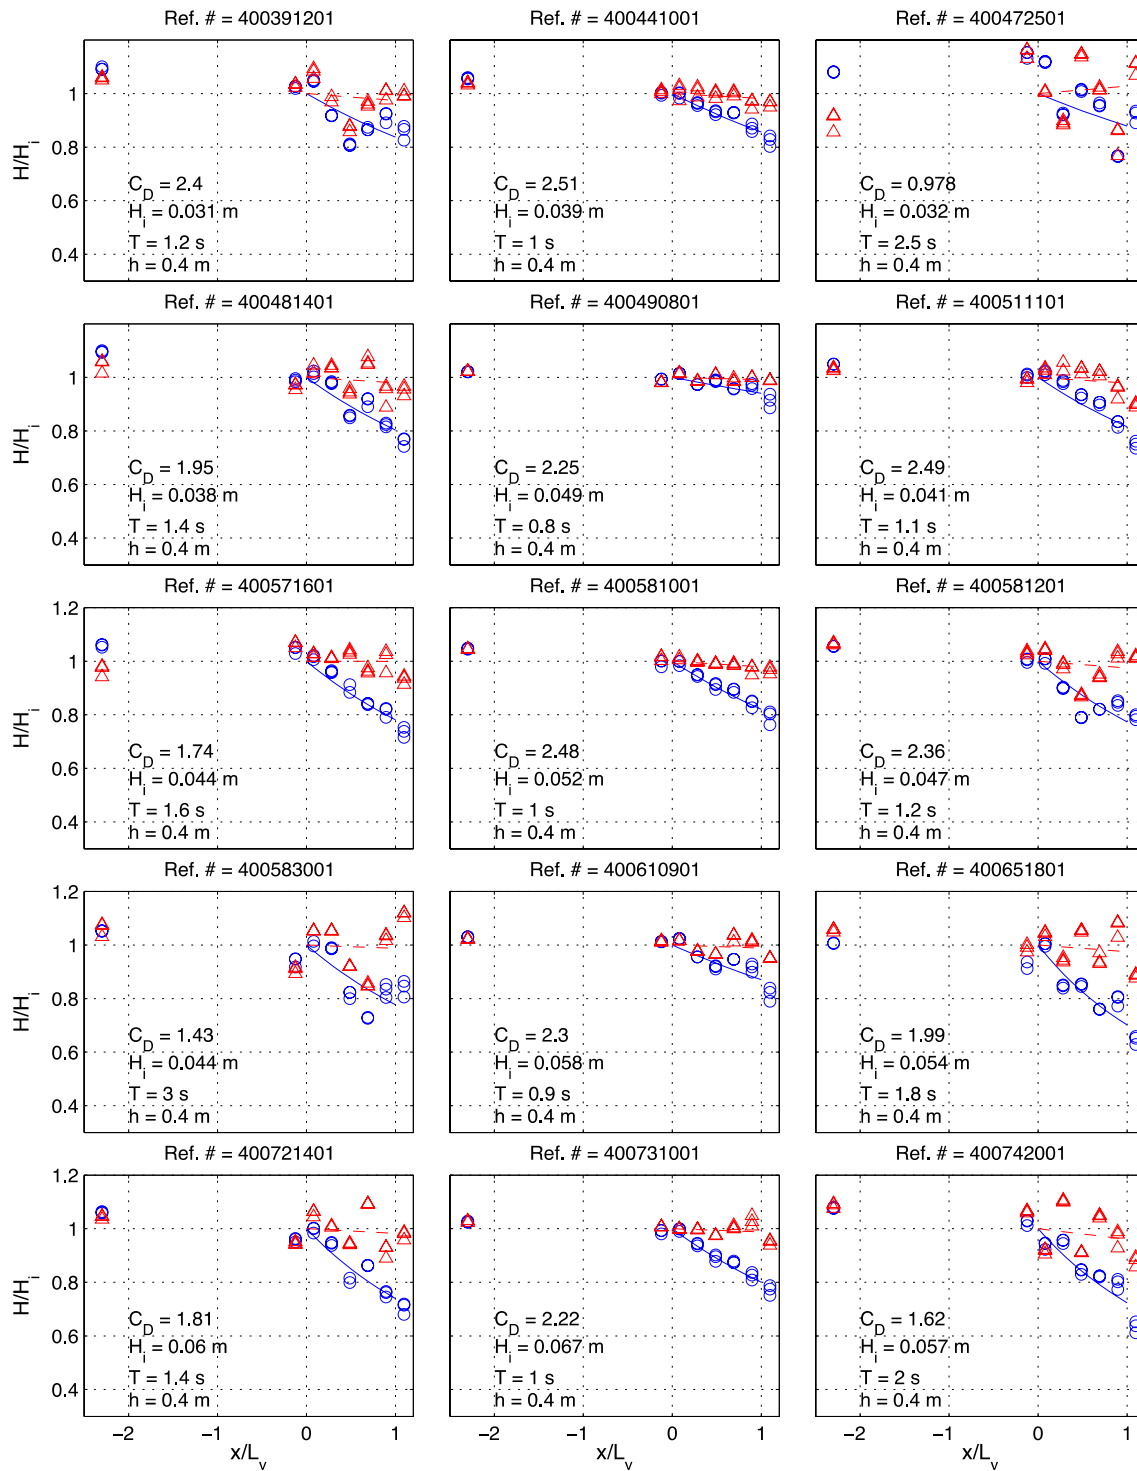 Ref. # = 400391201
Ref. # = 400441001
Ref. # = 400472501
H/H_i
1
0.8
0.6
0.4
C_D = 2.4
H_i = 0.031 m
T = 1.2 s
h = 0.4 m
C_D = 2.51
H_i = 0.039 m
T = 1 s
h = 0.4 m
C_D = 0.978
H_i = 0.032 m
T = 2.5 s
h = 0.4 m
Ref. # = 400481401
Ref. # = 400490801
Ref. # = 400511101
H/H_i
1
0.8
0.6
0.4
C_D = 1.95
H_i = 0.038 m
T = 1.4 s
h = 0.4 m
C_D = 2.25
H_i = 0.049 m
T = 0.8 s
h = 0.4 m
C_D = 2.49
H_i = 0.041 m
T = 1.1 s
h = 0.4 m
Ref. # = 400571601
Ref. # = 400581001
Ref. # = 400581201
H/H_i
1.2
1
0.8
0.6
0.4
C_D = 1.74
H_i = 0.044 m
T = 1.6 s
h = 0.4 m
C_D = 2.48
H_i = 0.052 m
T = 1 s
h = 0.4 m
C_D = 2.36
H_i = 0.047 m
T = 1.2 s
h = 0.4 m
Ref. # = 400583001
Ref. # = 400610901
Ref. # = 400651801
H/H_i
1.2
1
0.8
0.6
0.4
C_D = 1.43
H_i = 0.044 m
T = 3 s
h = 0.4 m
C_D = 2.3
H_i = 0.058 m
T = 0.9 s
h = 0.4 m
C_D = 1.99
H_i = 0.054 m
T = 1.8 s
h = 0.4 m
Ref. # = 400721401
Ref. # = 400731001
Ref. # = 400742001
H/H_i
1.2
1
0.8
0.6
0.4
C_D = 1.81
H_i = 0.06 m
T = 1.4 s
h = 0.4 m
C_D = 2.22
H_i = 0.067 m
T = 1 s
h = 0.4 m
C_D = 1.62
H_i = 0.057 m
T = 2 s
h = 0.4 m
−2 −1 0 1
−2 −1 0 1
−2 −1 0 1
x/L_v
x/L_v
x/L_v